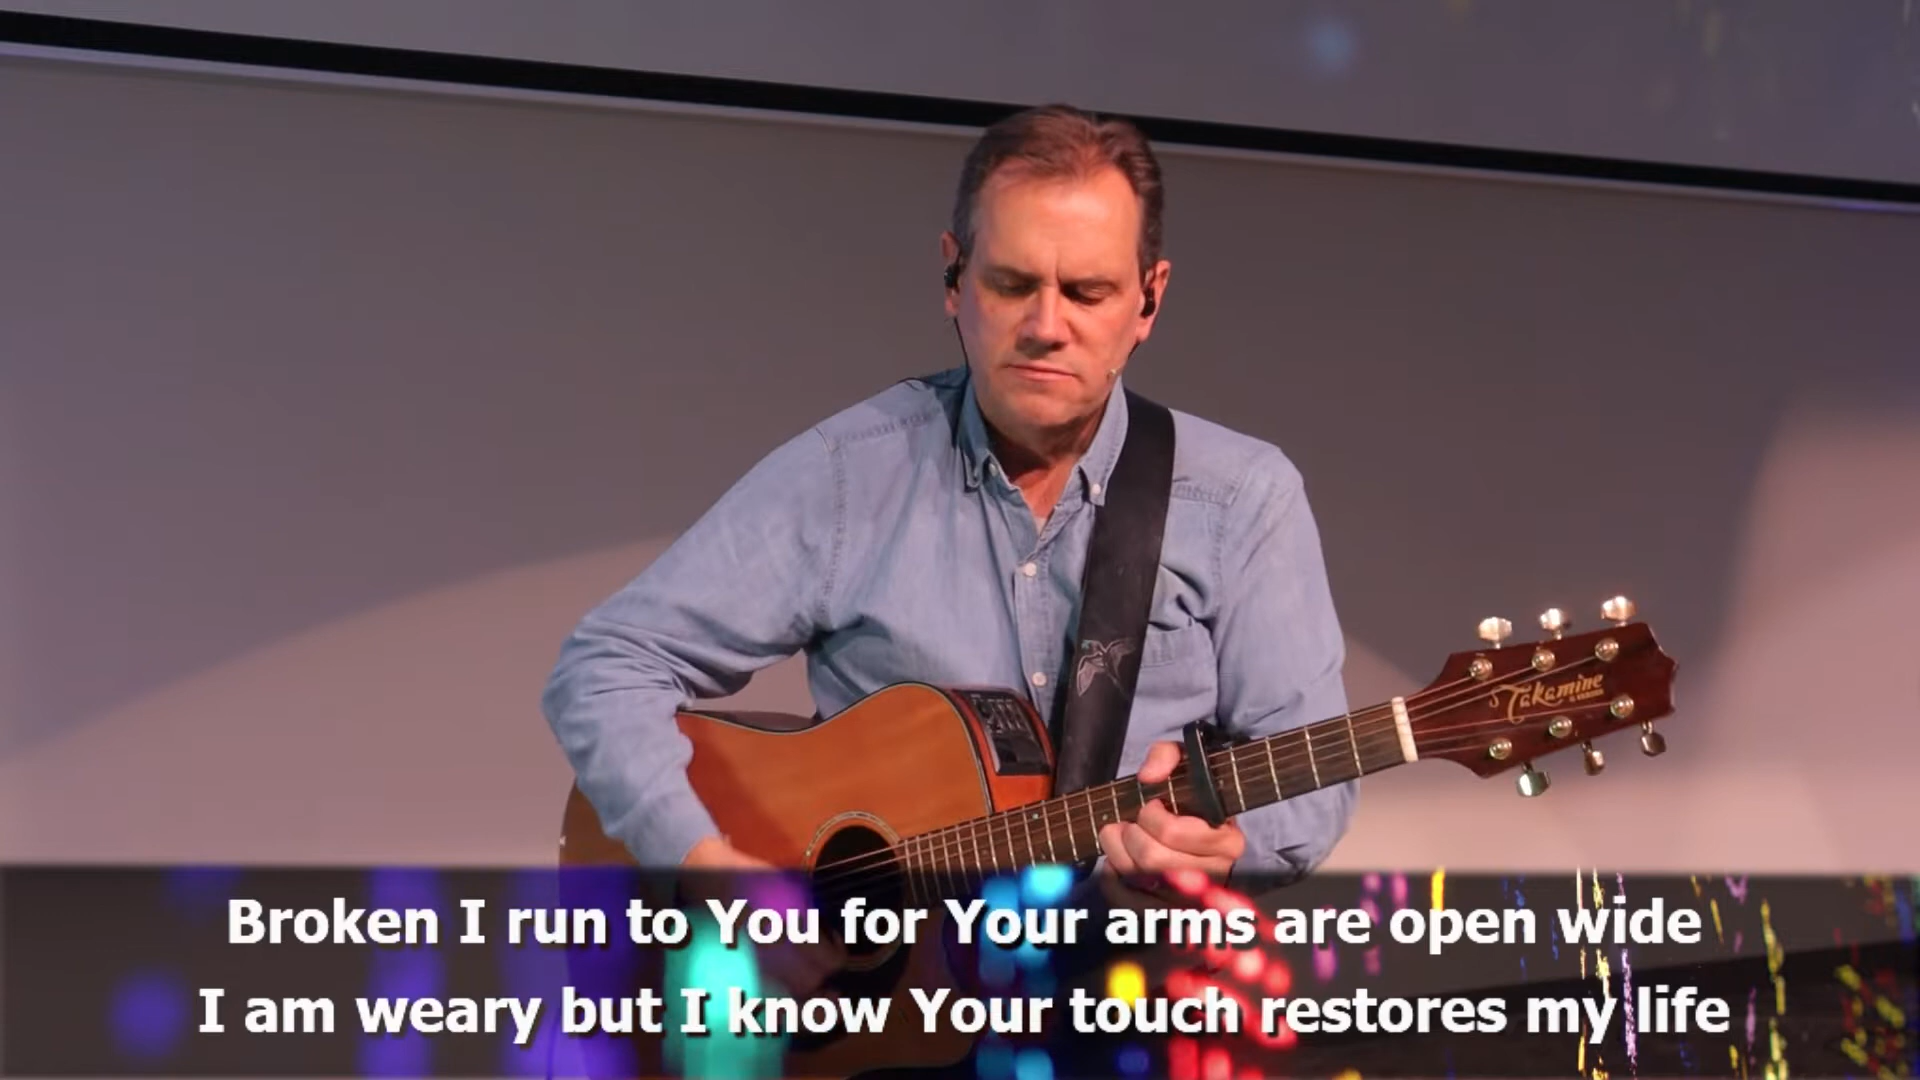 Takamine
Broken I run to You for Your arms are open wide
I am weary but I know Your touch restores my life